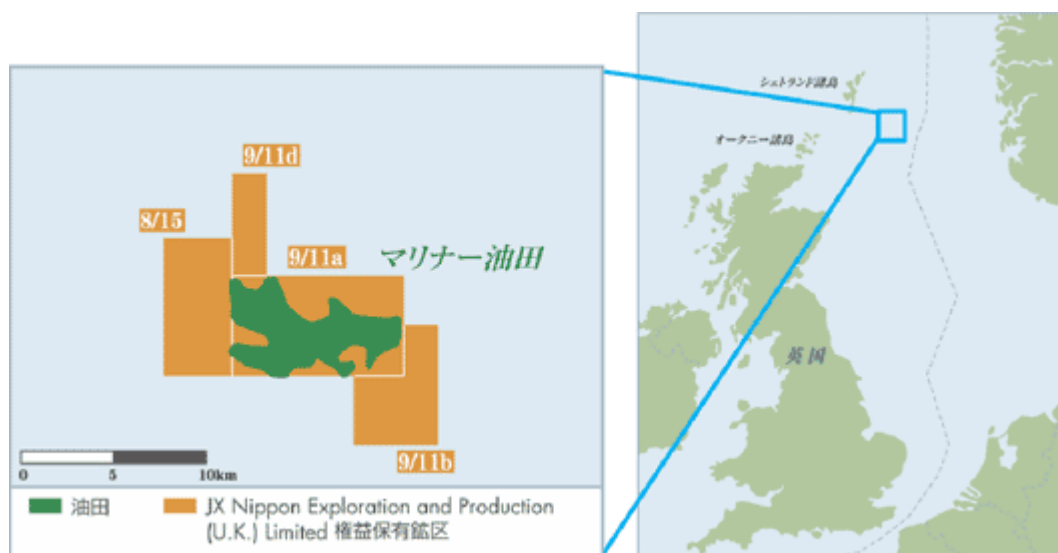 9/11d
8/15
9/11a
マリナー油田
9/11b
0 5 10km
油田
JX Nippon Exploration and Production
(U.K.) Limited 権益保有鉱区
シェトランド諸島
オークニー諸島
英国